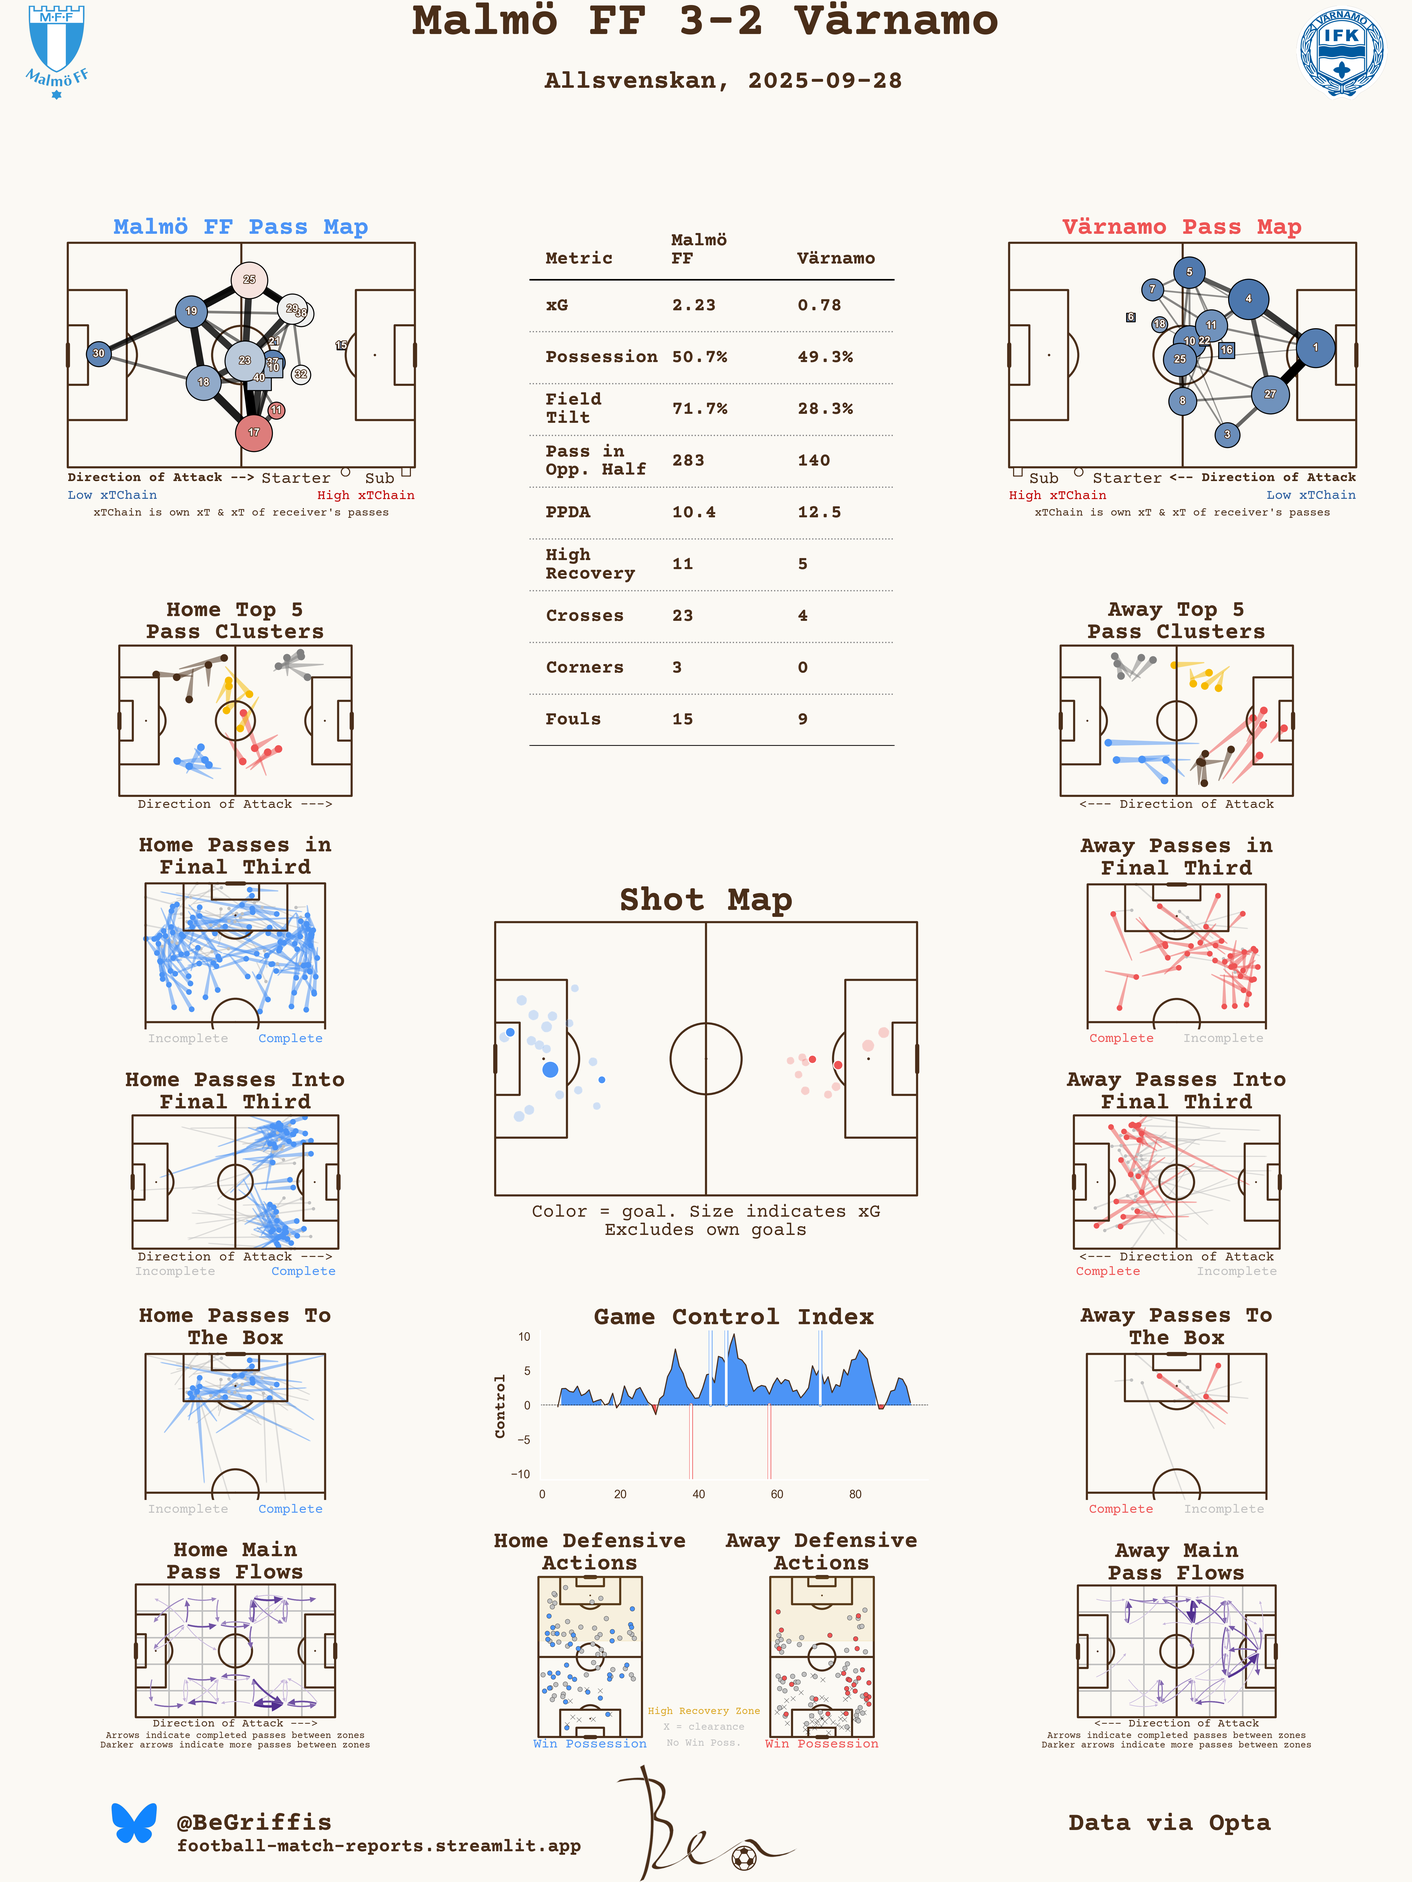 Malmö FF 3-2 Värnamo
Allsvenskan, 2025-09-28
M·F·F
Malmö FF
VÄRNAMO
IFK
Malmö FF Pass Map
25
19
29
38
30
21
15
23
37
10
40
32
18
11
17
Direction of Attack --> Starter Sub
Low xTChain High xTChain
xTChain is own xT & xT of receiver's passes
Metric Malmö FF Värnamo
xG 2.23 0.78
Possession 50.7% 49.3%
Field Tilt 71.7% 28.3%
Pass in Opp. Half 283 140
PPDA 10.4 12.5
High Recovery 11 5
Crosses 23 4
Corners 3 0
Fouls 15 9
Värnamo Pass Map
5
7
4
6
18
11
10
22
16
1
25
8
27
3
Sub Starter <-- Direction of Attack
High xTChain Low xTChain
xTChain is own xT & xT of receiver's passes
Home Top 5
Pass Clusters
Direction of Attack --->
Away Top 5
Pass Clusters
<--- Direction of Attack
Home Passes in
Final Third
Incomplete Complete
Away Passes in
Final Third
Complete Incomplete
Shot Map
Color = goal. Size indicates xG
Excludes own goals
Home Passes Into
Final Third
Direction of Attack --->
Incomplete Complete
Away Passes Into
Final Third
<--- Direction of Attack
Complete Incomplete
Home Passes To
The Box
Incomplete Complete
Game Control Index
Control
10
5
0
−5
−10
0 20 40 60 80
Away Passes To
The Box
Complete Incomplete
Home Main
Pass Flows
Direction of Attack --->
Arrows indicate completed passes between zones
Darker arrows indicate more passes between zones
Home Defensive
Actions
Win Possession
Away Defensive
Actions
Win Possession
High Recovery Zone
X = clearance
No Win Poss.
Away Main
Pass Flows
<--- Direction of Attack
Arrows indicate completed passes between zones
Darker arrows indicate more passes between zones
@BeGriffis
football-match-reports.streamlit.app
Ben
Data via Opta